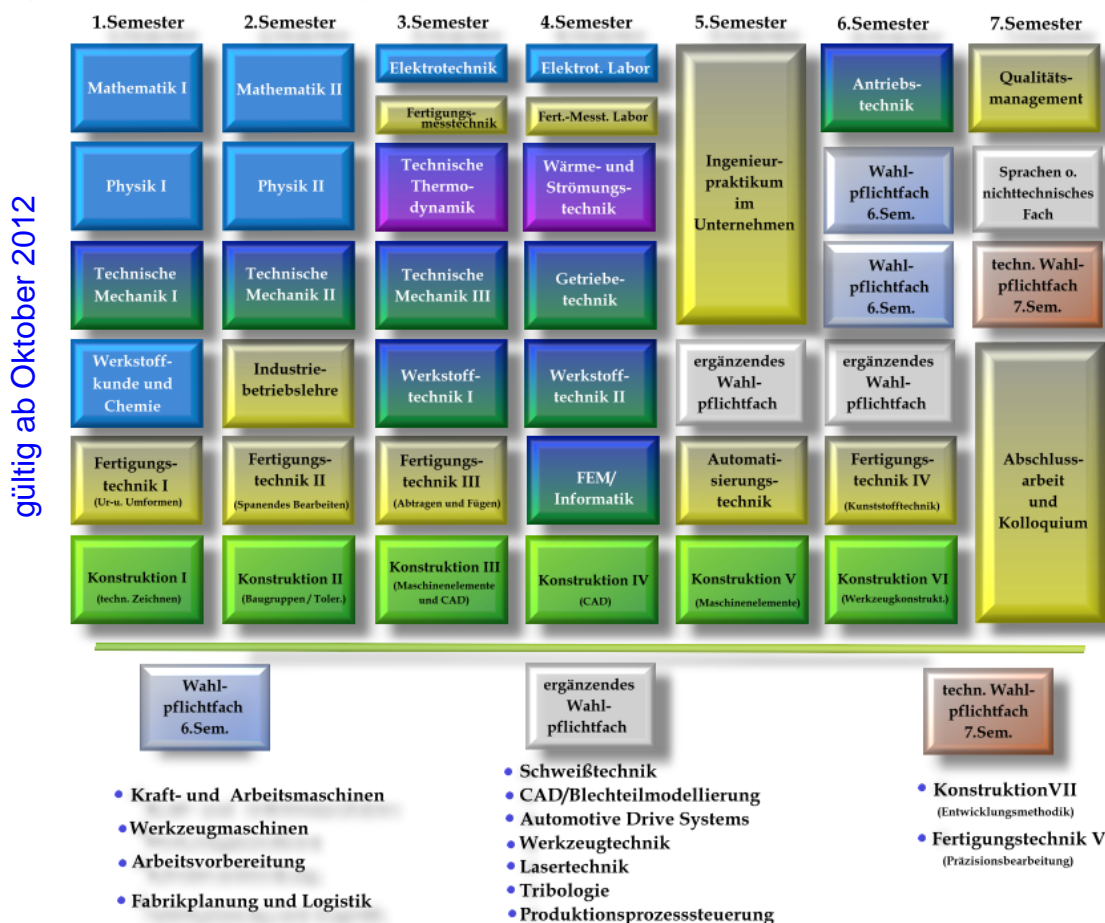 1.Semester
2.Semester
3.Semester
4.Semester
5.Semester
6.Semester
7.Semester
gültig ab Oktober 2012
Mathematik I
Mathematik II
Elektrotechnik
Elektrot. Labor
Fertigungs-
messtechnik
Fert.-Messt. Labor
Ingenieur-
praktikum
im
Unternehmen
Antriebs-
technik
Qualitäts-
management
Physik I
Physik II
Technische
Thermo-
dynamik
Wärme- und
Strömungs-
technik
Wahl-
pflichtfach
6.Sem.
Sprachen o.
nichttechnisches
Fach
Technische
Mechanik I
Technische
Mechanik II
Technische
Mechanik III
Getriebe-
technik
Wahl-
pflichtfach
6.Sem.
techn. Wahl-
pflichtfach
7.Sem.
Werkstoff-
kunde und
Chemie
Industrie-
betriebslehre
Werkstoff-
technik I
Werkstoff-
technik II
ergänzendes
Wahl-
pflichtfach
ergänzendes
Wahl-
pflichtfach
Abschluss-
arbeit
und
Kolloquium
Fertigungs-
technik I
(Ur-u. Umformen)
Fertigungs-
technik II
(Spanendes Bearbeiten)
Fertigungs-
technik III
(Abtragen und Fügen)
FEM/
Informatik
Automati-
sierungs-
technik
Fertigungs-
technik IV
(Kunststofftechnik)
Konstruktion I
(techn. Zeichnen)
Konstruktion II
(Baugruppen / Toler.)
Konstruktion III
(Maschinenelemente
und CAD)
Konstruktion IV
(CAD)
Konstruktion V
(Maschinenelemente)
Konstruktion VI
(Werkzeugkonstrukt.)
Wahl-
pflichtfach
6.Sem.
• Kraft- und Arbeitsmaschinen
• Werkzeugmaschinen
• Arbeitsvorbereitung
• Fabrikplanung und Logistik
ergänzendes
Wahl-
pflichtfach
• Schweißtechnik
• CAD/Blechteilmodellierung
• Automotive Drive Systems
• Werkzeugtechnik
• Lasertechnik
• Tribologie
• Produktionsprozesssteuerung
techn. Wahl-
pflichtfach
7.Sem.
• KonstruktionVII
(Entwicklungsmethodik)
• Fertigungstechnik V
(Präzisionsbearbeitung)